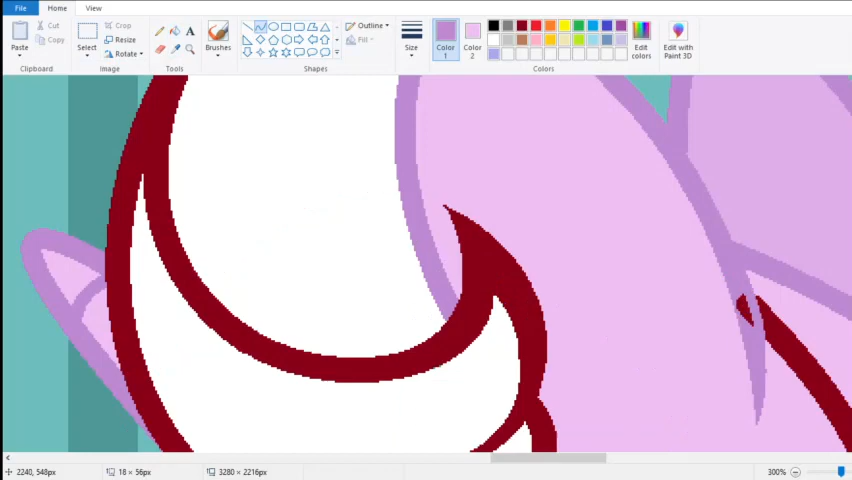 File Home View
Paste
Cut
Copy
Clipboard
Select
Crop
Resize
Rotate
Image
Tools
Brushes
Outline
Fill
Shapes
Size
Color
1
Color
2
Edit
colors
Colors
Edit with
Paint 3D
2240, 548px 18 × 56px 3280 × 2216px 300%